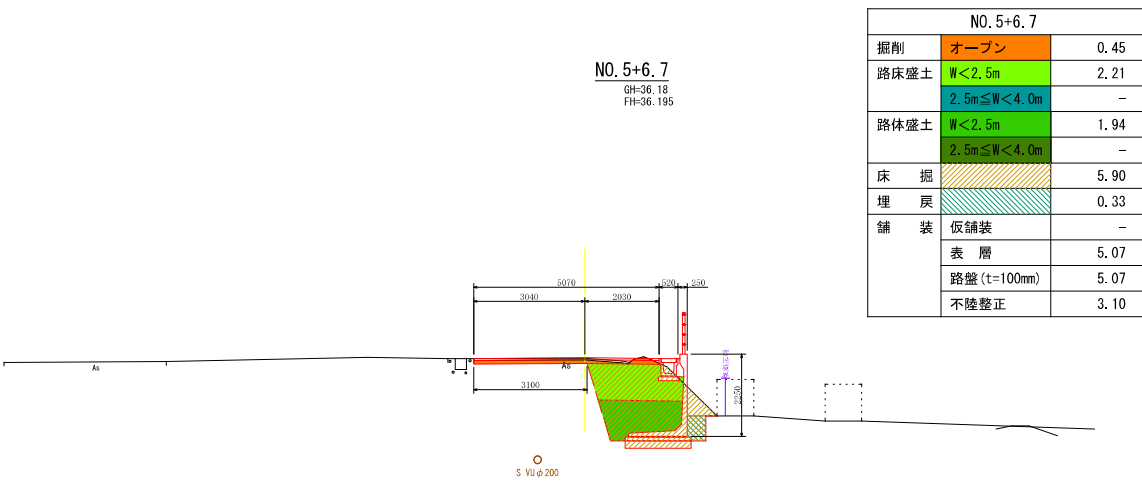 NO.5+6.7
掘削 オープン 0.45
路床盛土 W<2.5m 2.21
2.5m≦W<4.0m -
路体盛土 W<2.5m 1.94
2.5m≦W<4.0m -
床 掘 5.90
埋 戻 0.33
舗 装 仮舗装 -
表 層 5.07
路盤(t=100mm) 5.07
不陸整正 3.10
NO.5+6.7
GH=36.18
FH=36.195
5070 520 250
3040 2030
As As
3100
2250
S VUφ200